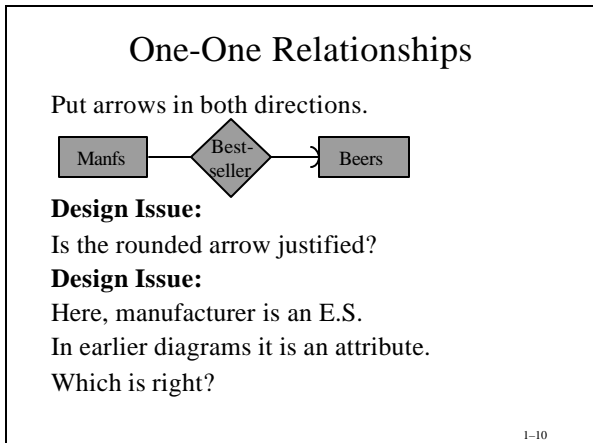 One-One Relationships
Put arrows in both directions.
Manfs
Best-
seller
Beers
Design Issue:
Is the rounded arrow justified?
Design Issue:
Here, manufacturer is an E.S.
In earlier diagrams it is an attribute.
Which is right?
1–10